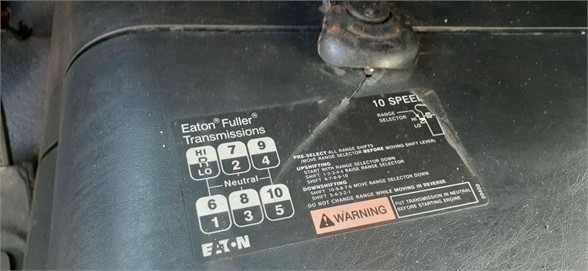 Eaton® Fuller®
Transmissions
HI 7 9
R 2 4
LO
Neutral
6 8 10
1 3 5
EATON
10 SPEED
RANGE
SELECTOR
HI
LO
PRE-SELECT ALL RANGE SHIFTS
(MOVE RANGE SELECTOR BEFORE MOVING SHIFT LEVER)
UPSHIFTING
START WITH RANGE SELECTOR DOWN
SHIFT 1-2-3-4-5 RAISE RANGE SELECTOR
SHIFT 6-7-8-9-10
DOWNSHIFTING
SHIFT 10-9-8-7-6 MOVE RANGE SELECTOR DOWN
SHIFT 5-4-3-2-1
DO NOT CHANGE RANGE WHILE MOVING IN REVERSE
WARNING
PUT TRANSMISSION IN NEUTRAL
BEFORE STARTING ENGINE